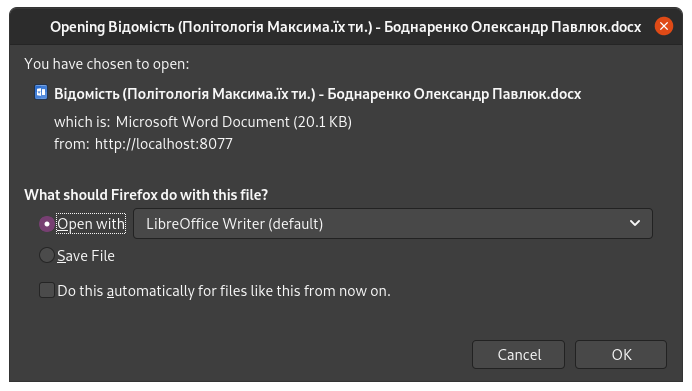 Opening Відомість (Політологія Максима.їх ти.) - Боднаренко Олександр Павлюк.docx
You have chosen to open:
Відомість (Політологія Максима.їх ти.) - Боднаренко Олександр Павлюк.docx
which is: Microsoft Word Document (20.1 KB)
from: http://localhost:8077
What should Firefox do with this file?
Open with LibreOffice Writer (default)
Save File
Do this automatically for files like this from now on.
Cancel OK